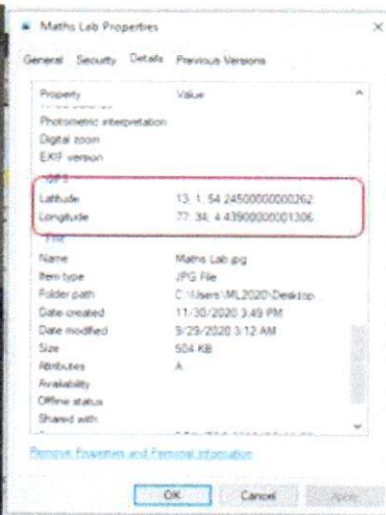 Maths Lab Properties
General Security Details Previous Versions
Property Value
Photometric interpretation
Digital zoom
EXIF version
GPS
Latitude 13; 1; 54.24500000000262
Longitude 77; 34; 4.43900000001306
File
Name Maths Lab.jpg
Item type JPG File
Folder path C:\Users\ML2020\Desktop...
Date created 11/30/2020 3:49 PM
Date modified 9/29/2020 3:12 AM
Size 504 KB
Attributes A
Availability
Offline status
Shared with
Remove Properties and Personal Information
OK Cancel Apply